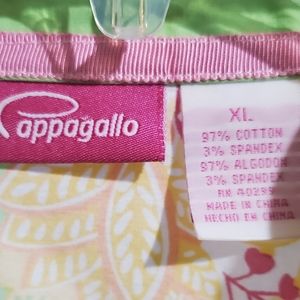 Pappagallo
XL
97% COTTON
3% SPANDEX
97% ALGODON
3% SPANDEX
RN 40299
MADE IN CHINA
HECHO EN CHINA